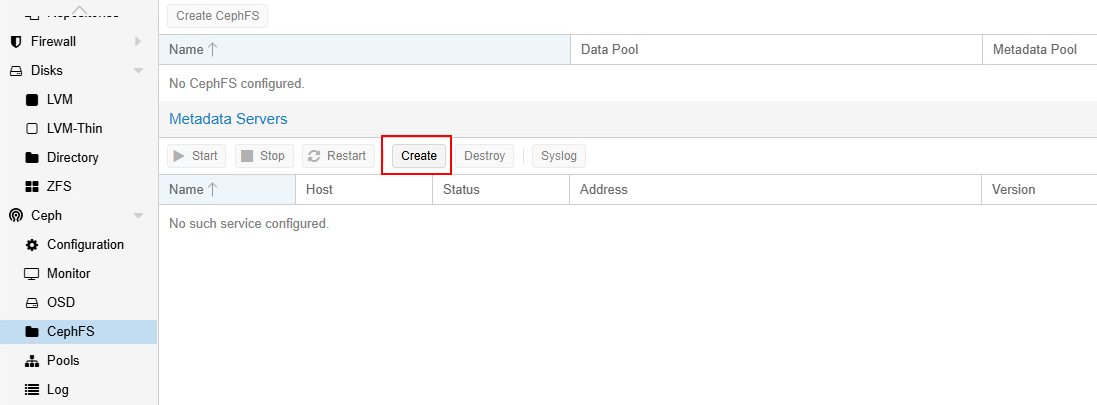 Repositories
Firewall
Disks
LVM
LVM-Thin
Directory
ZFS
Ceph
Configuration
Monitor
OSD
CephFS
Pools
Log
Create CephFS
Name Data Pool Metadata Pool
No CephFS configured.
Metadata Servers
Start Stop Restart Create Destroy Syslog
Name Host Status Address Version
No such service configured.